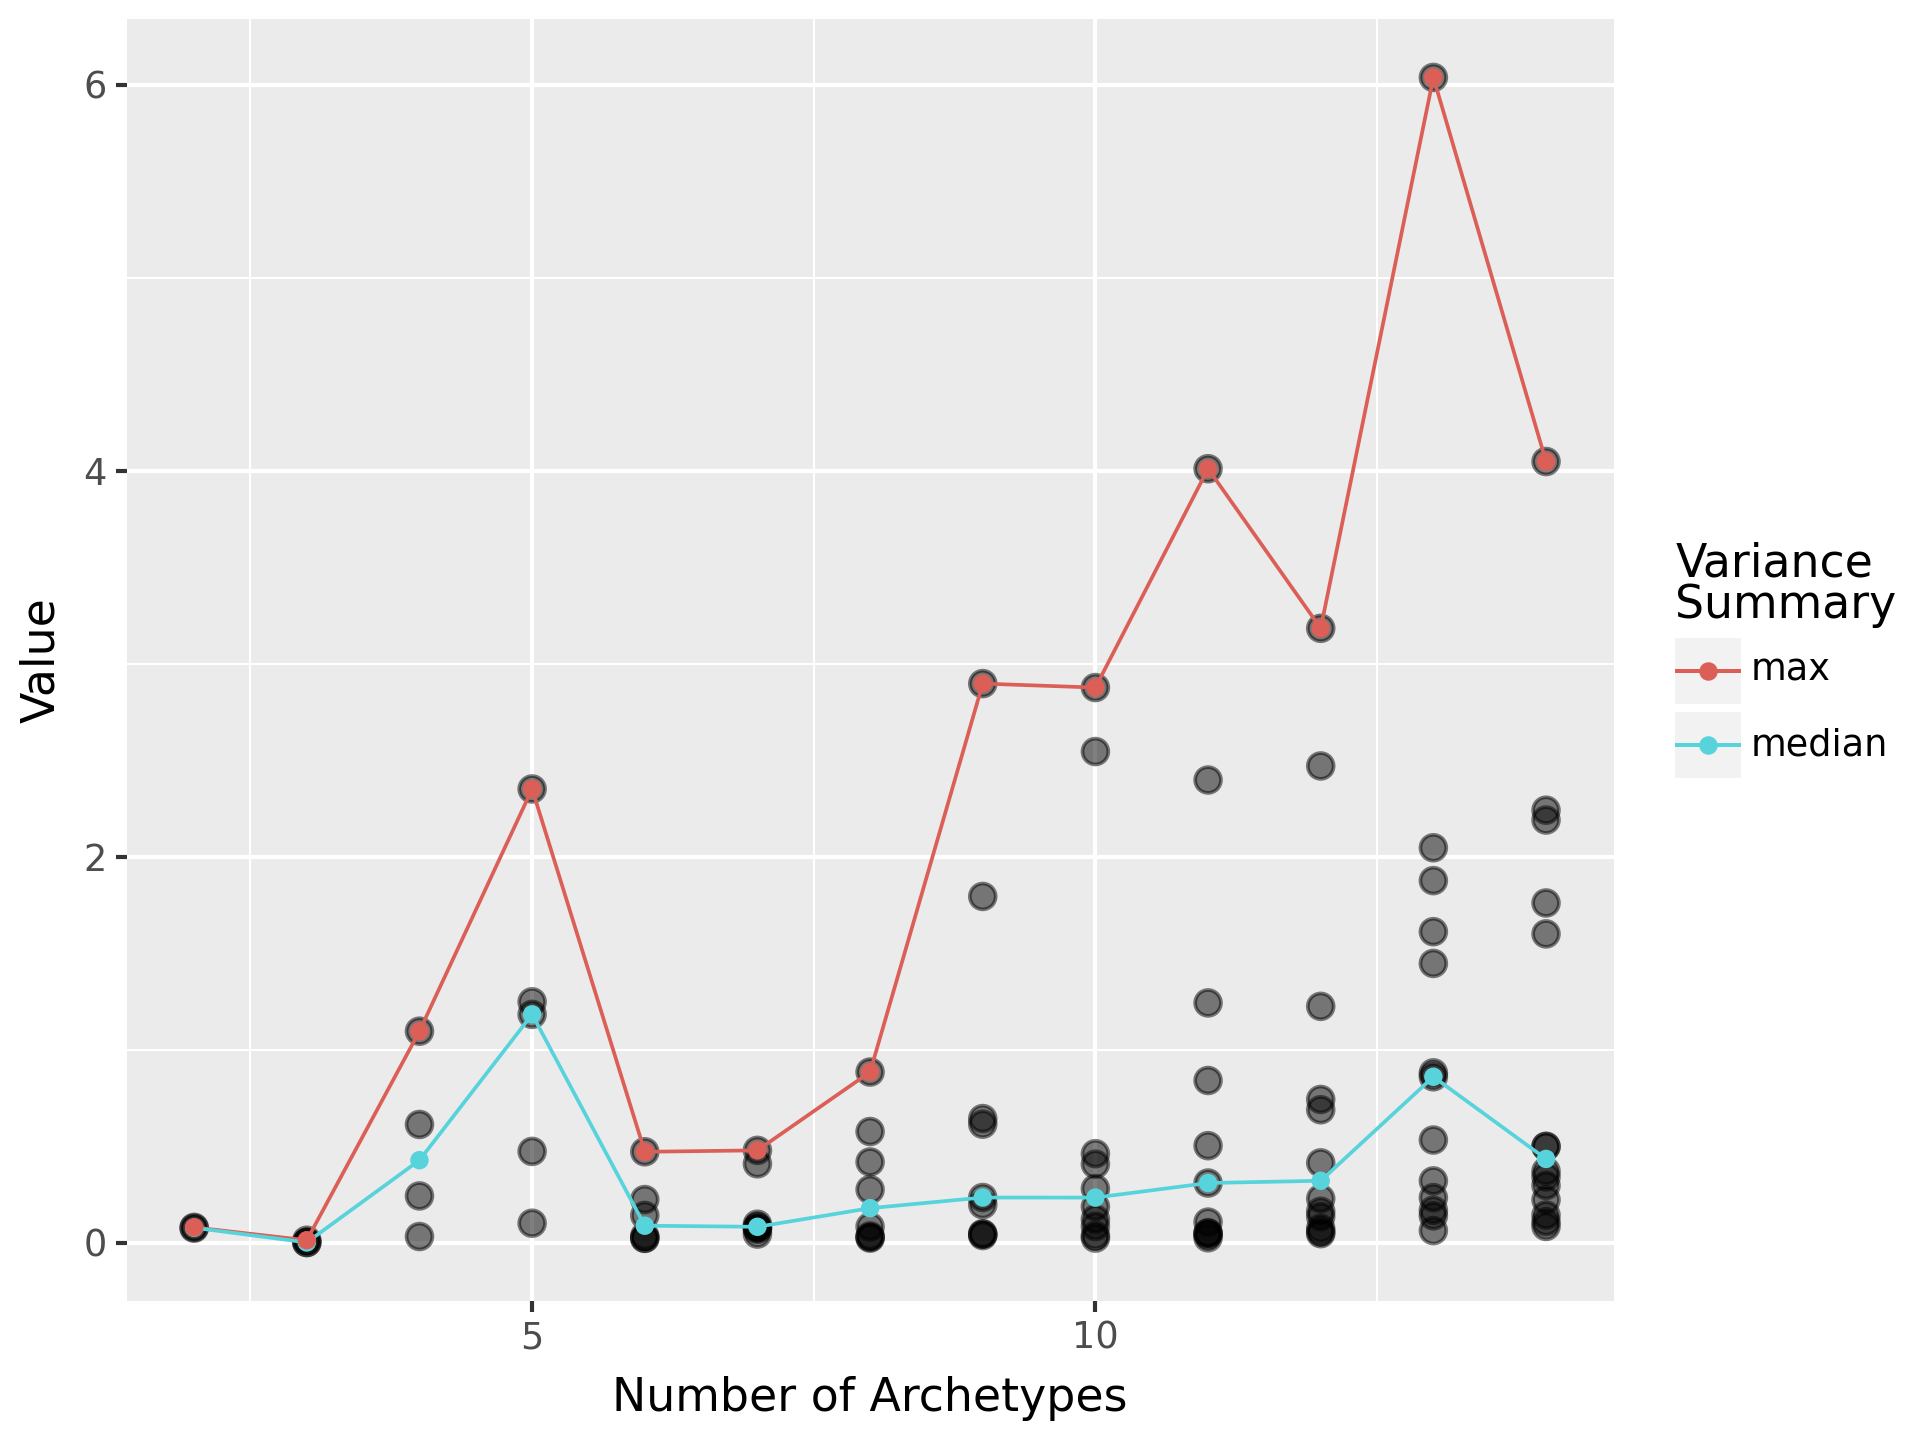 6
4
2
0
Value
5
10
Number of Archetypes
Variance
Summary
max
median